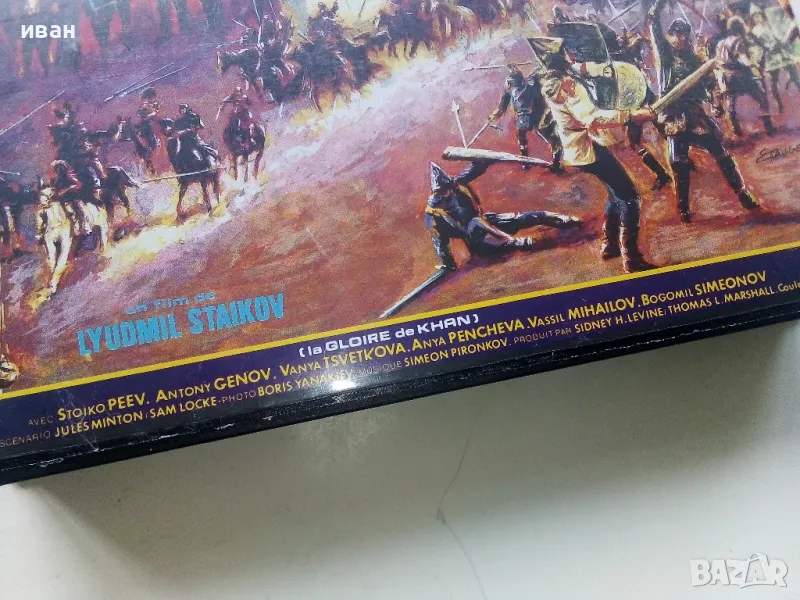 иван
un film de
LYUDMIL STAIKOV
(la GLOIRE de KHAN)
AVEC STOIKO PEEV. ANTONY GENOV. VANYA TSVETKOVA. ANYA PENCHEVA. VASSIL MIHAILOV. BOGOMIL SIMEONOV
SCENARIO JULES MINTON/SAM LOCKE-PHOTO BORIS YANAKIEV. MUSIQUE SIMEON PIRONKOV. PRODUIT PAR SIDNEY H. LEVINE/THOMAS L. MARSHALL. Coule
BAZAR